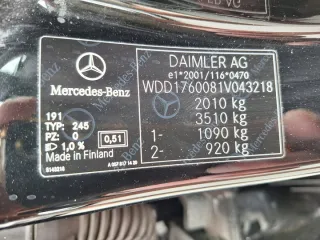 DAIMLER AG
e1*2001/116*0470
WDD1760081V043218
2010 kg
3510 kg
1- 1090 kg
2- 920 kg
Mercedes-Benz
191
TYP: 245
PZ: 0
1,0 %
0,51
Made in Finland